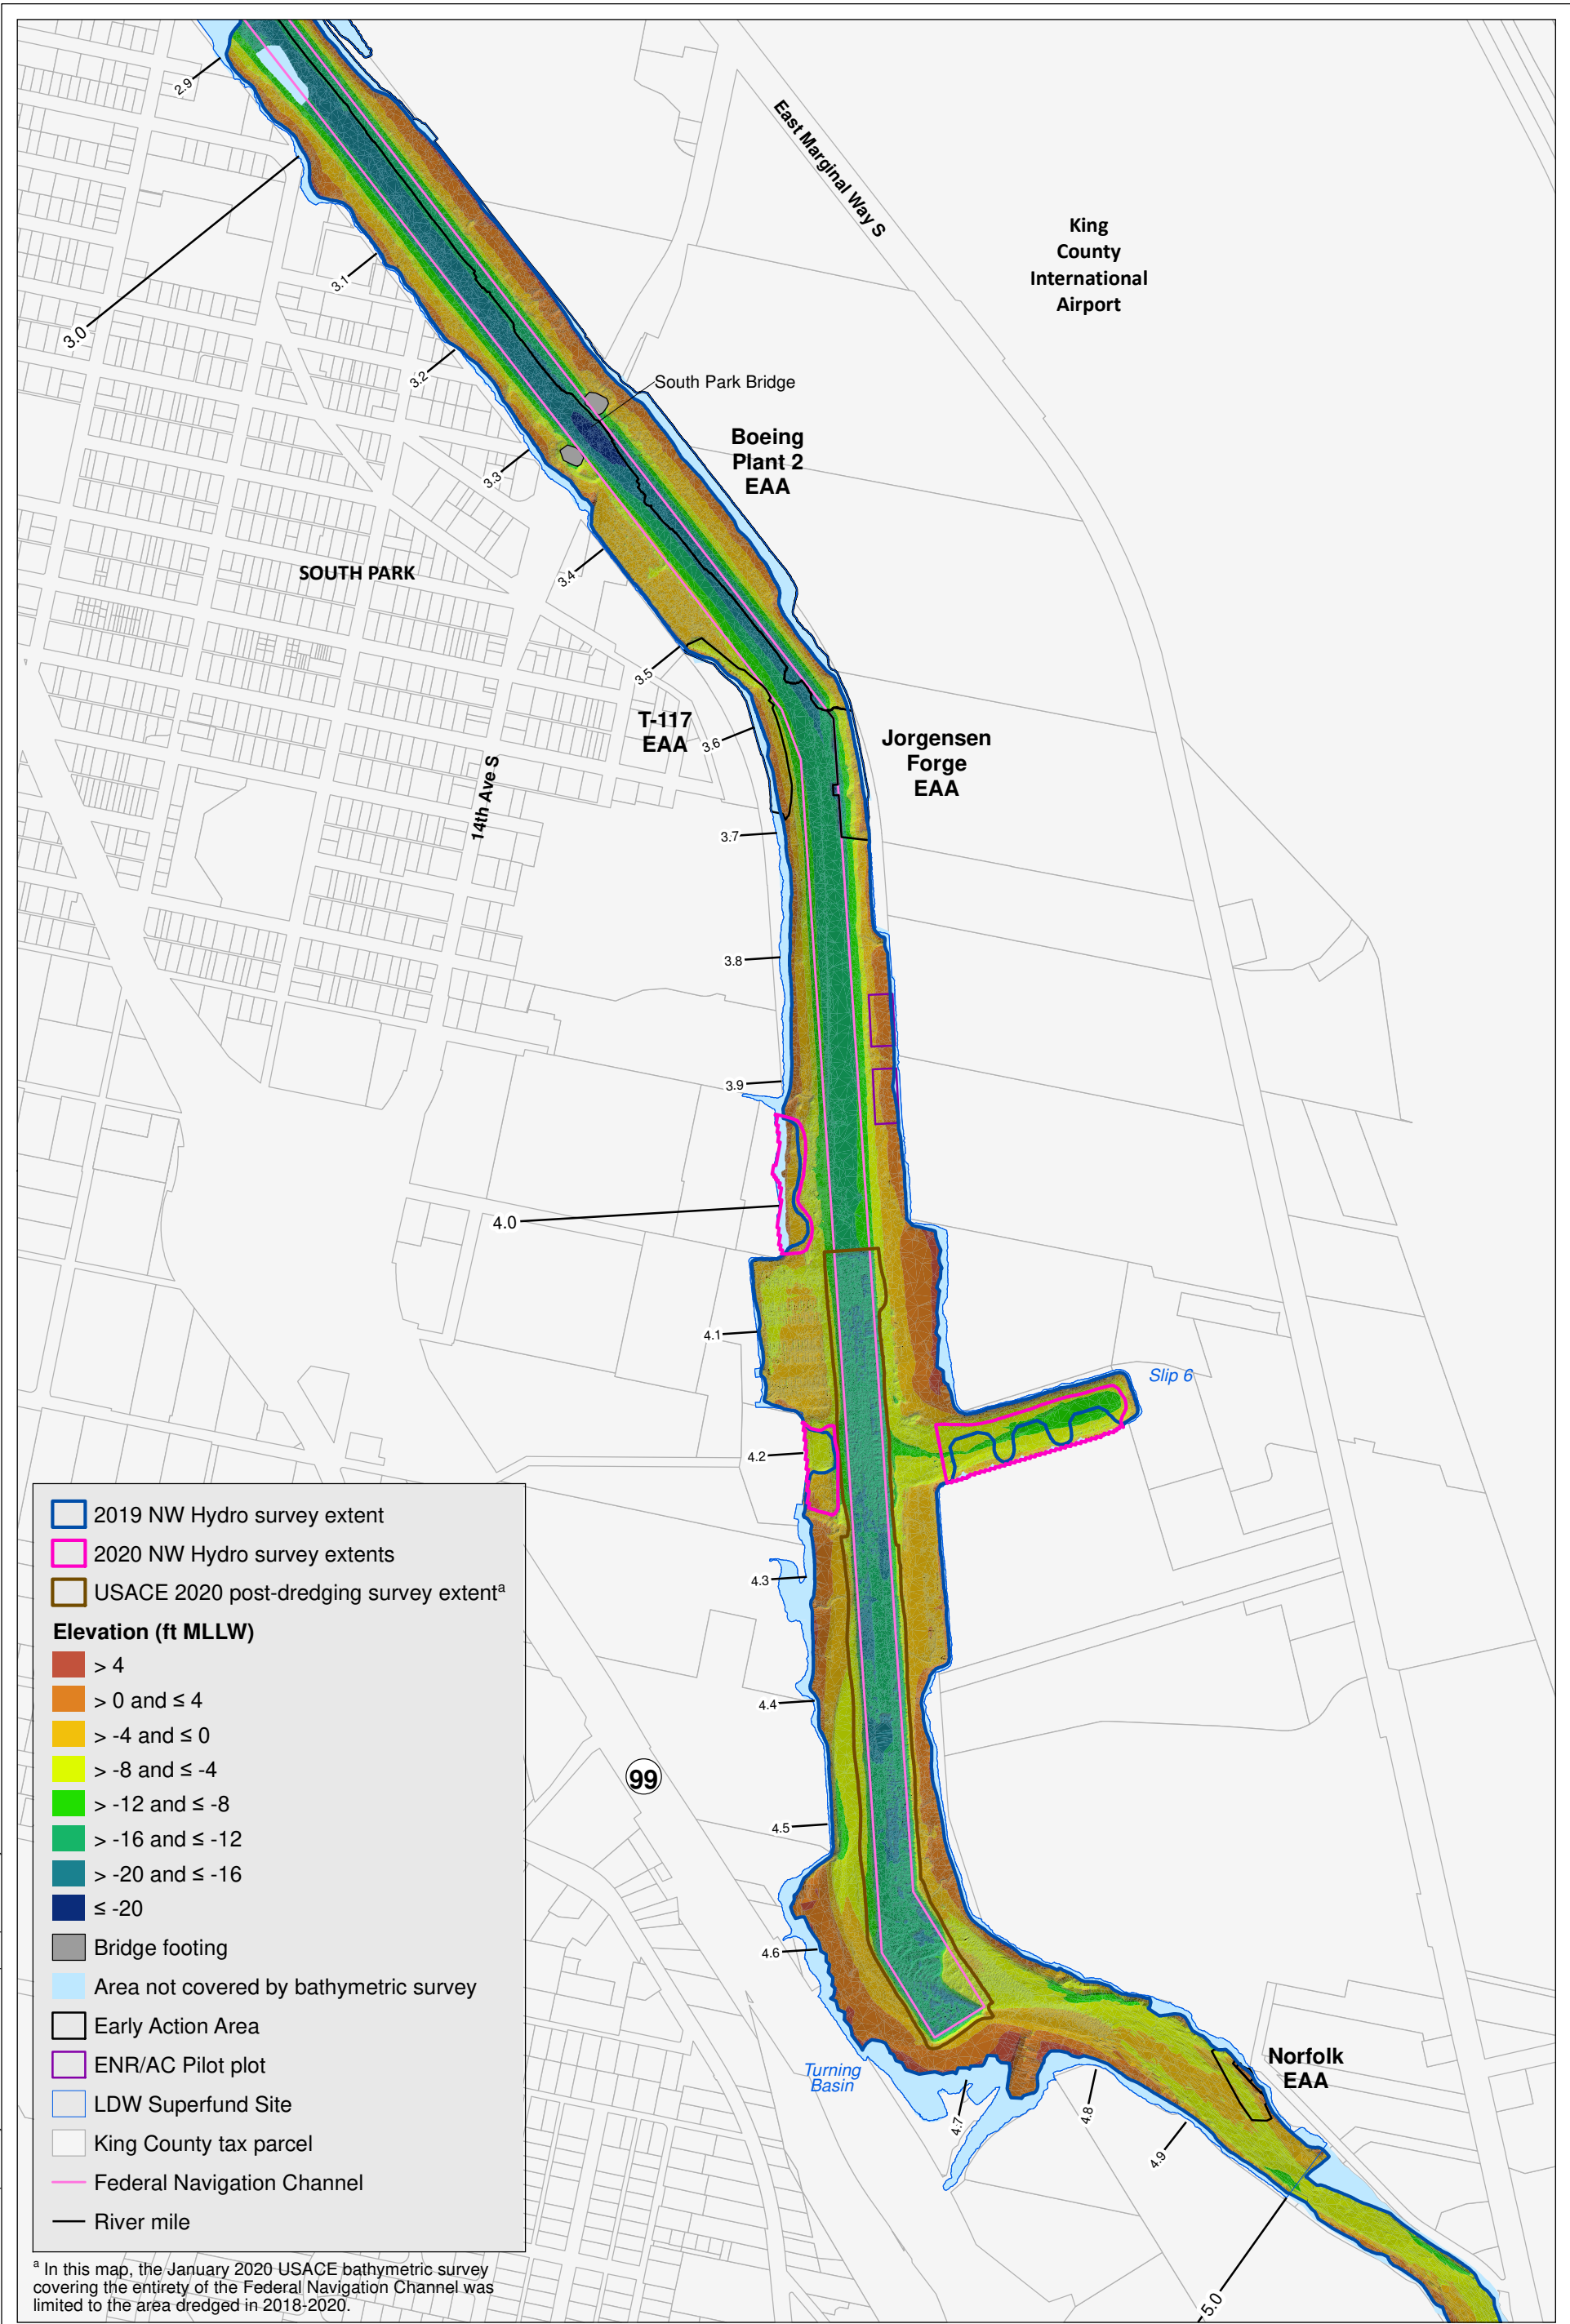 2.9
East Marginal Way S
King
County
International
Airport
3.0
3.1
3.2
South Park Bridge
Boeing
Plant 2
EAA
3.3
SOUTH PARK
3.4
3.5
T-117
EAA
3.6
Jorgensen
Forge
EAA
14th Ave S
3.7
3.8
3.9
4.0
4.1
Slip 6
4.2
4.3
4.4
99
4.5
4.6
Turning
Basin
4.7
4.8
4.9
Norfolk
EAA
5.0
2019 NW Hydro survey extent
2020 NW Hydro survey extents
USACE 2020 post-dredging survey extentᵃ
Elevation (ft MLLW)
> 4
> 0 and ≤ 4
> -4 and ≤ 0
> -8 and ≤ -4
> -12 and ≤ -8
> -16 and ≤ -12
> -20 and ≤ -16
≤ -20
Bridge footing
Area not covered by bathymetric survey
Early Action Area
ENR/AC Pilot plot
LDW Superfund Site
King County tax parcel
Federal Navigation Channel
River mile
ᵃ In this map, the January 2020 USACE bathymetric survey
covering the entirety of the Federal Navigation Channel was
limited to the area dredged in 2018-2020.